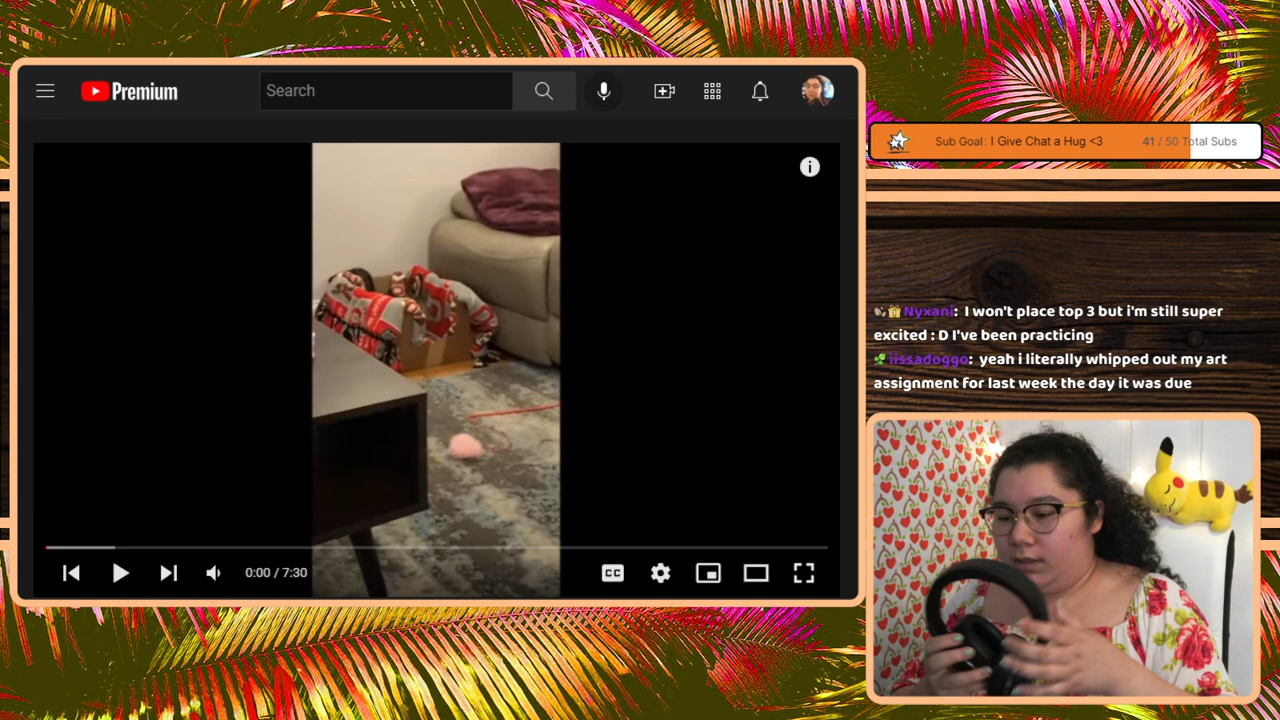 Premium
Search
Sub Goal: I Give Chat a Hug <3 41 / 50 Total Subs
Nyxani: I won't place top 3 but i'm still super
excited : D I've been practicing
iissadoggo: yeah i literally whipped out my art
assignment for last week the day it was due
0:00 / 7:30
CC